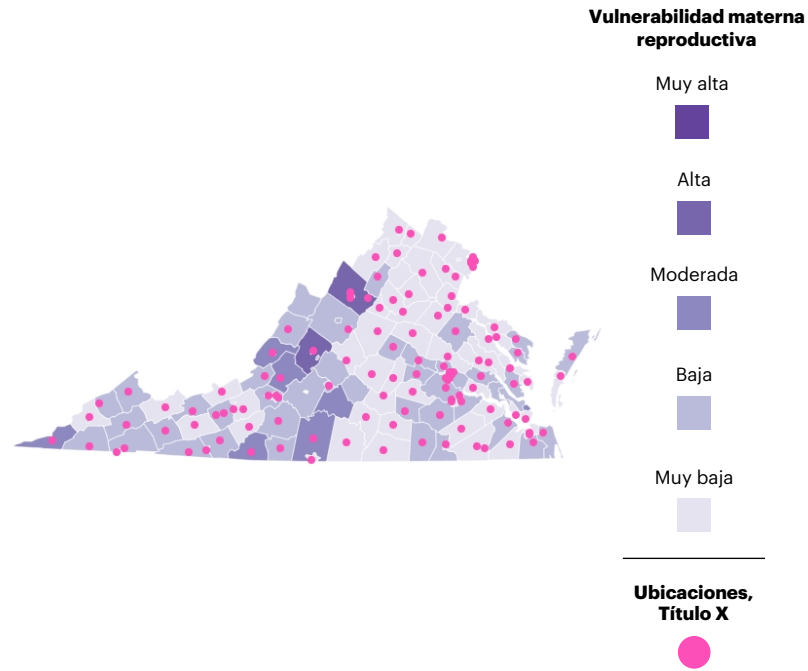 Vulnerabilidad materna
reproductiva
Muy alta
Alta
Moderada
Baja
Muy baja
Ubicaciones,
Título X